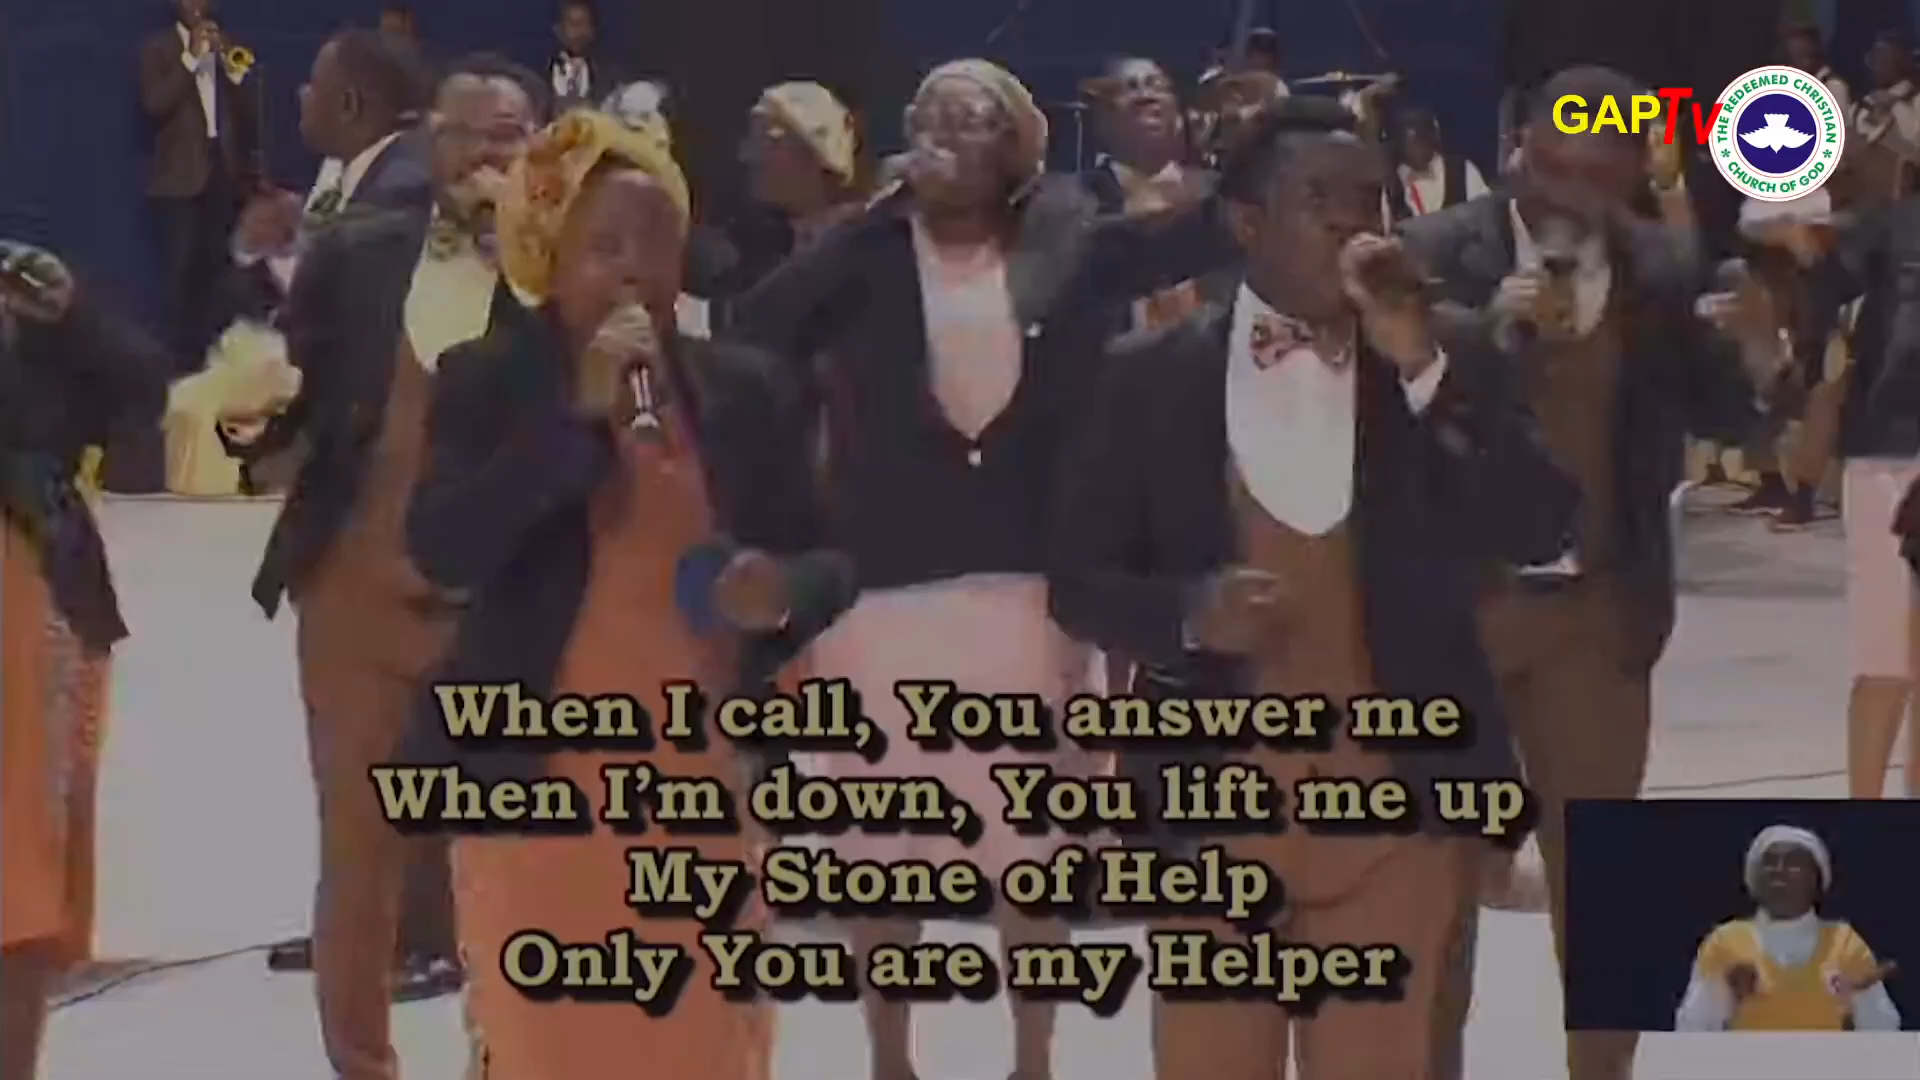 GAPTv
THE REDEEMED CHRISTIAN
* CHURCH OF GOD *
When I call, You answer me
When I'm down, You lift me up
My Stone of Help
Only You are my Helper